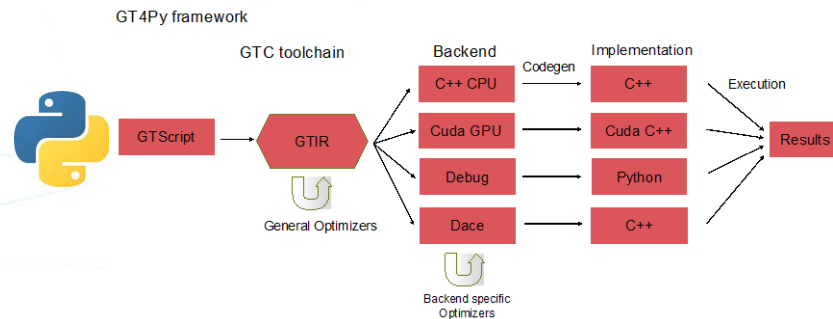 GT4Py framework
GTC toolchain
Backend
Implementation
Codegen
Execution
GTScript
GTIR
C++ CPU
C++
Cuda GPU
Cuda C++
Results
Debug
Python
Dace
C++
General Optimizers
Backend specific
Optimizers